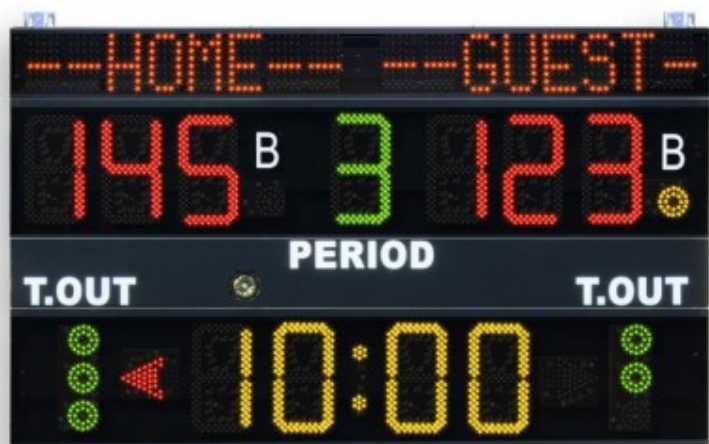 --HOME-- --GUEST-
145 B 3 123 B
PERIOD
T.OUT T.OUT
10:00